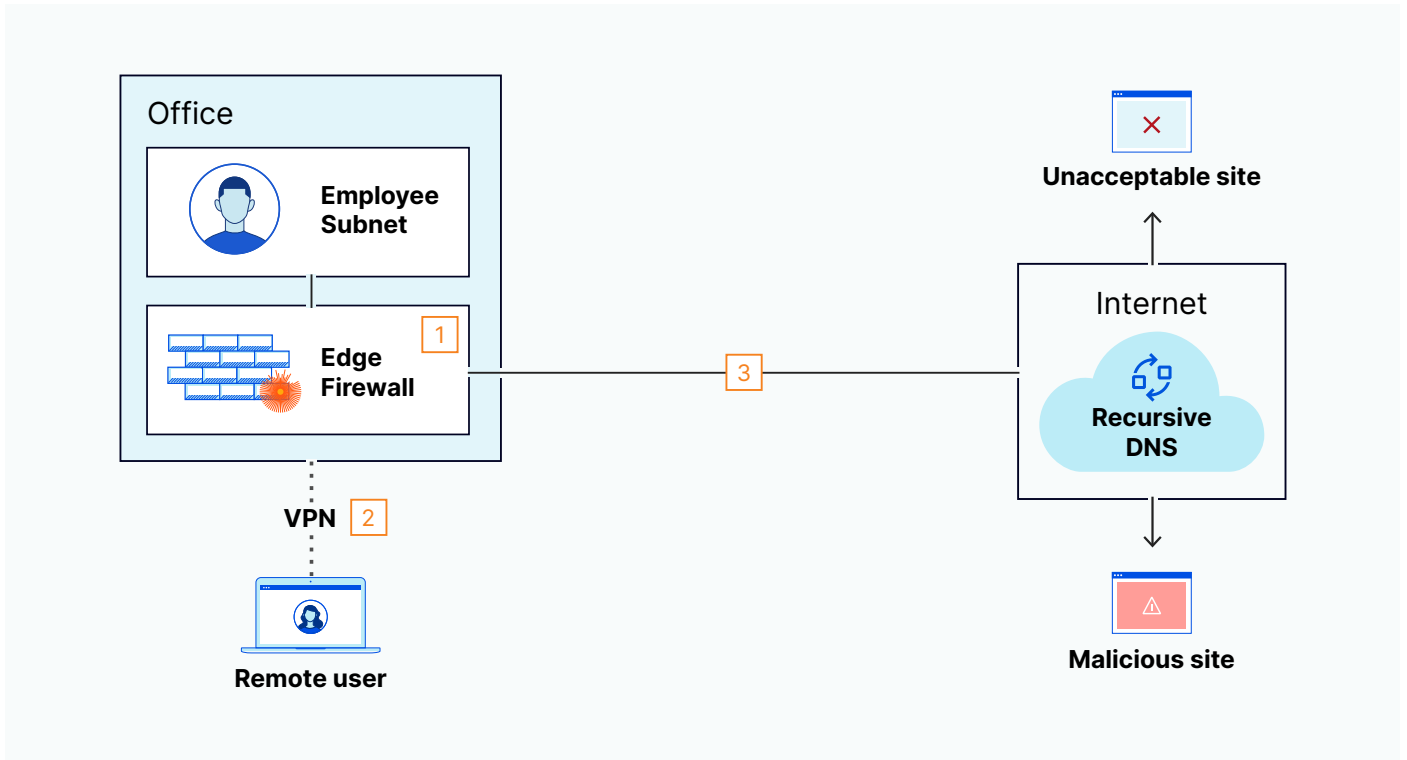 Office
Employee
Subnet
1
Edge
Firewall
3
VPN
2
Remote user
Unacceptable site
Internet
Recursive
DNS
Malicious site